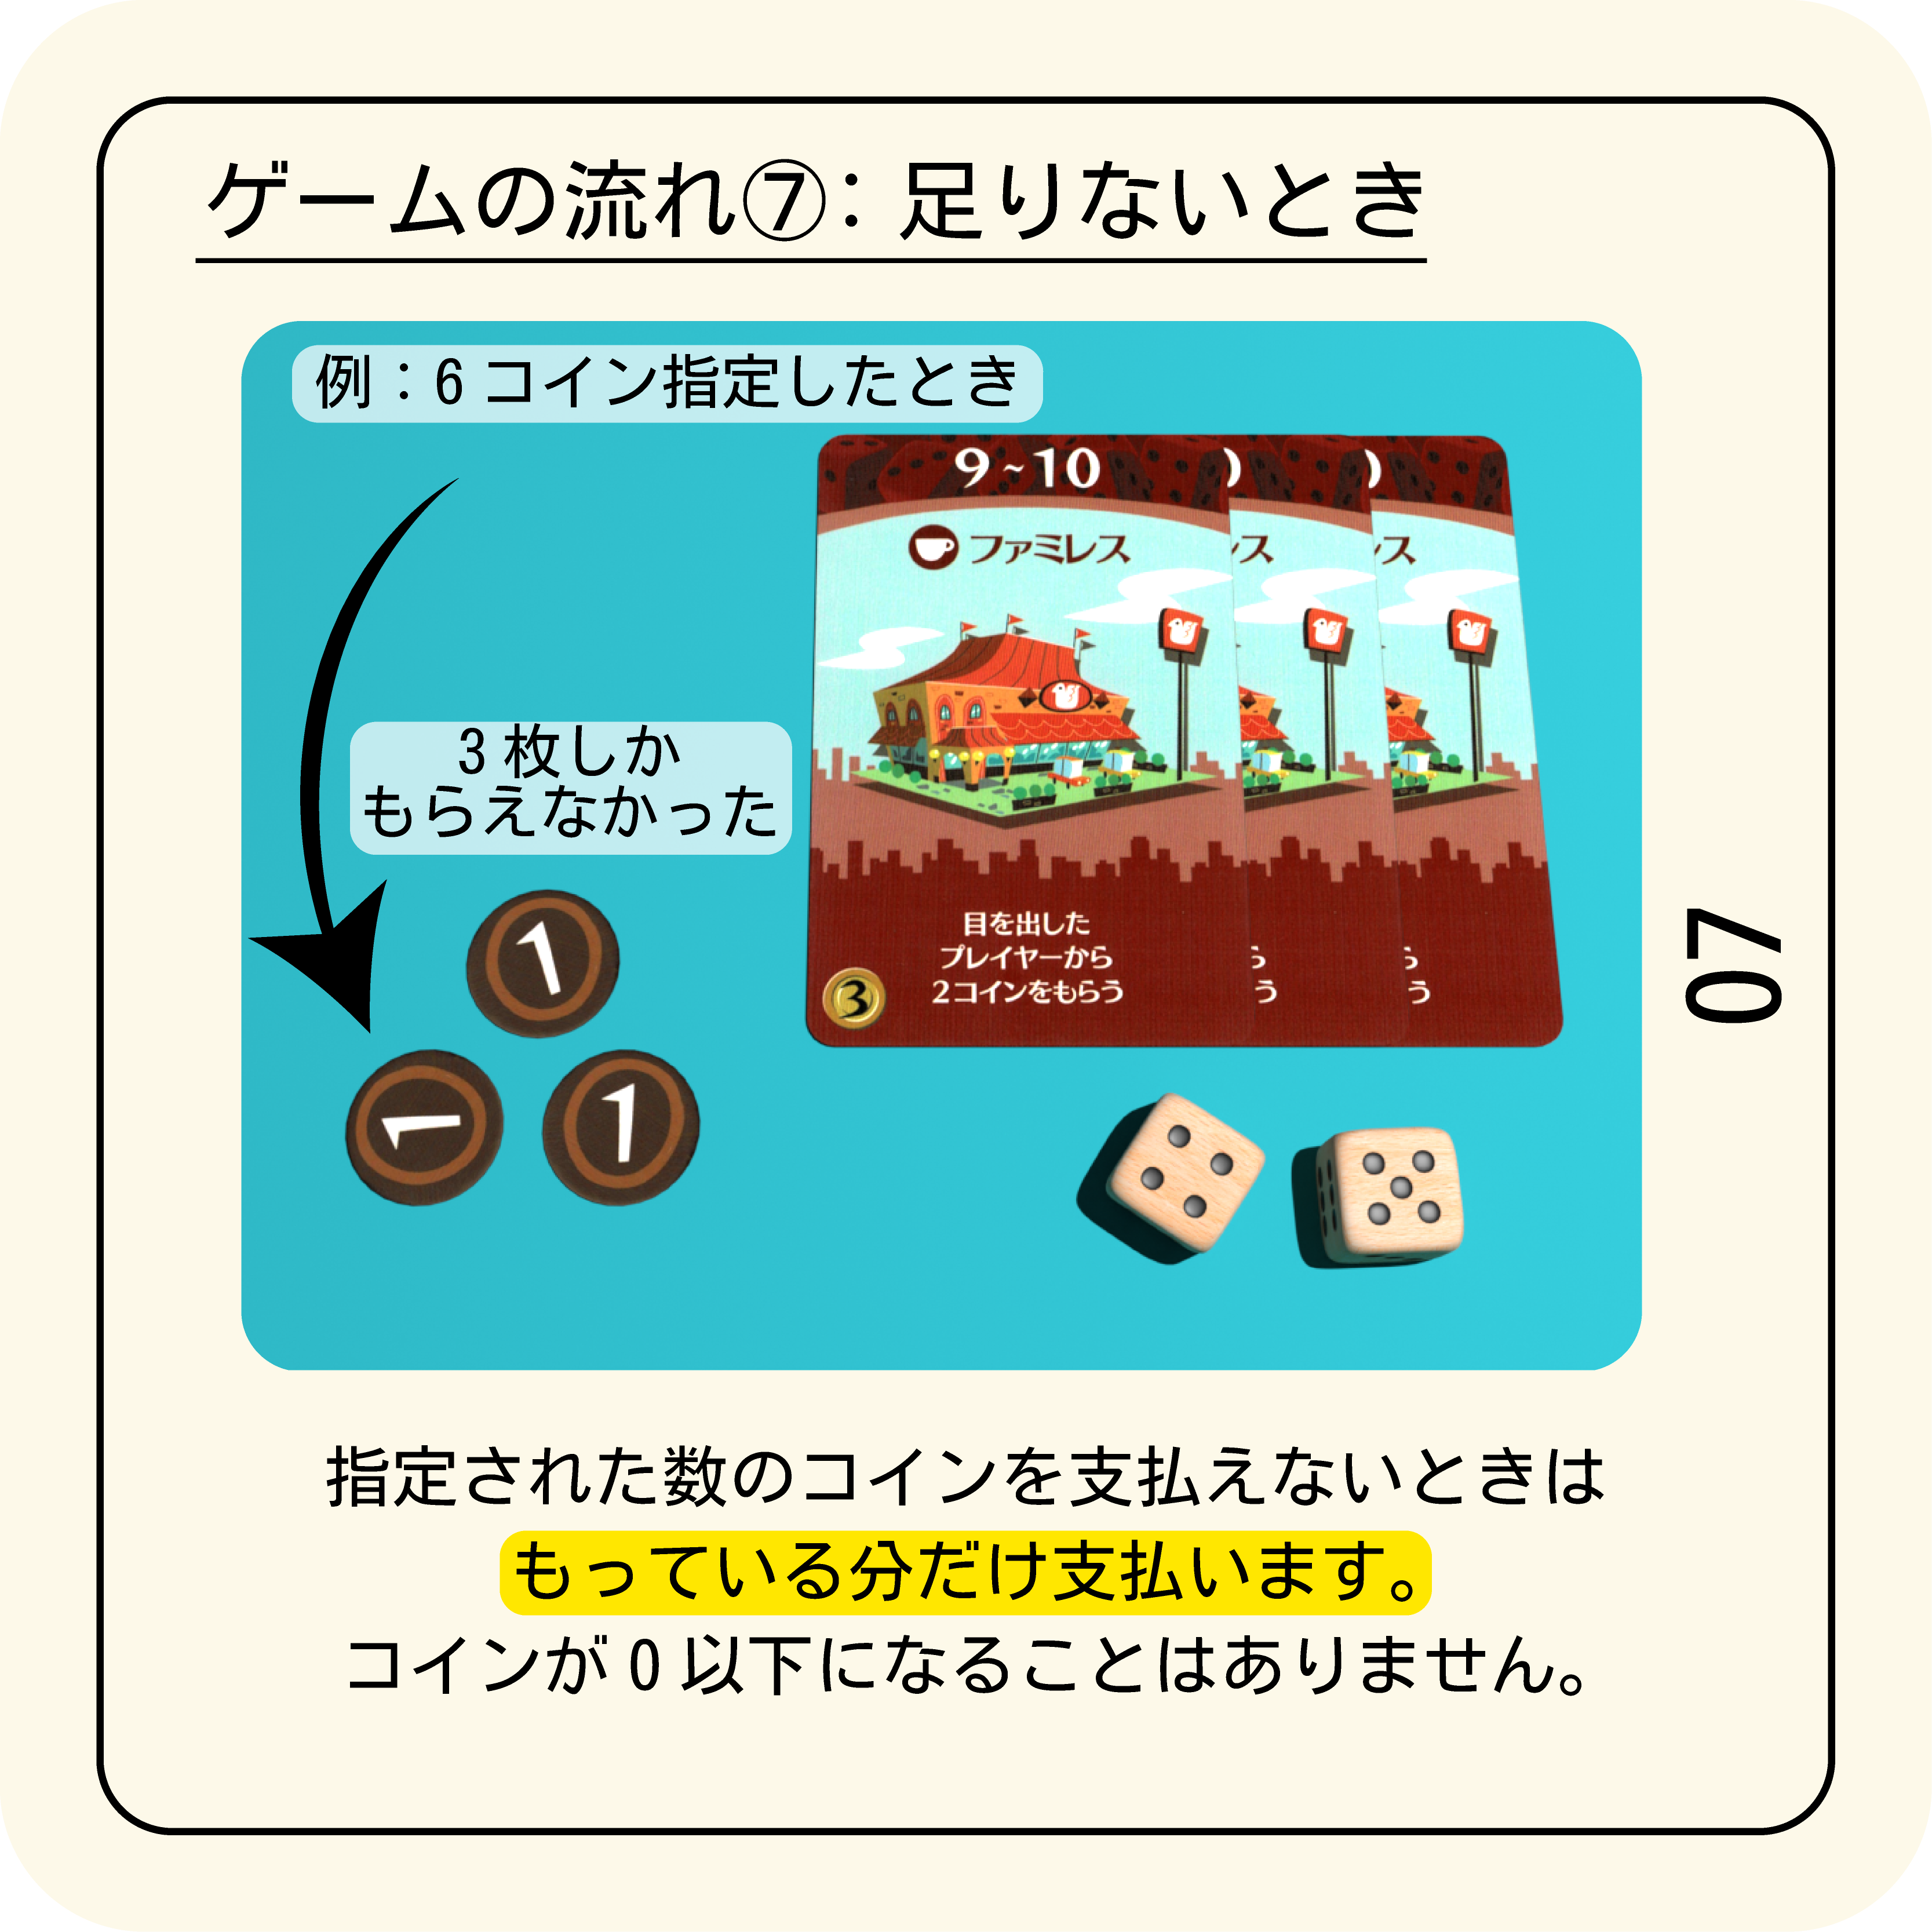 ゲームの流れ⑦：足りないとき
例：6 コイン指定したとき
9~10
)
)
ファミレス
ス
ス
3 枚しか
もらえなかった
目を出した
プレイヤーから
2コインをもらう
ら
う
ら
う
3
1
1
1
07
指定された数のコインを支払えないときは
もっている分だけ支払います。
コインが 0 以下になることはありません。